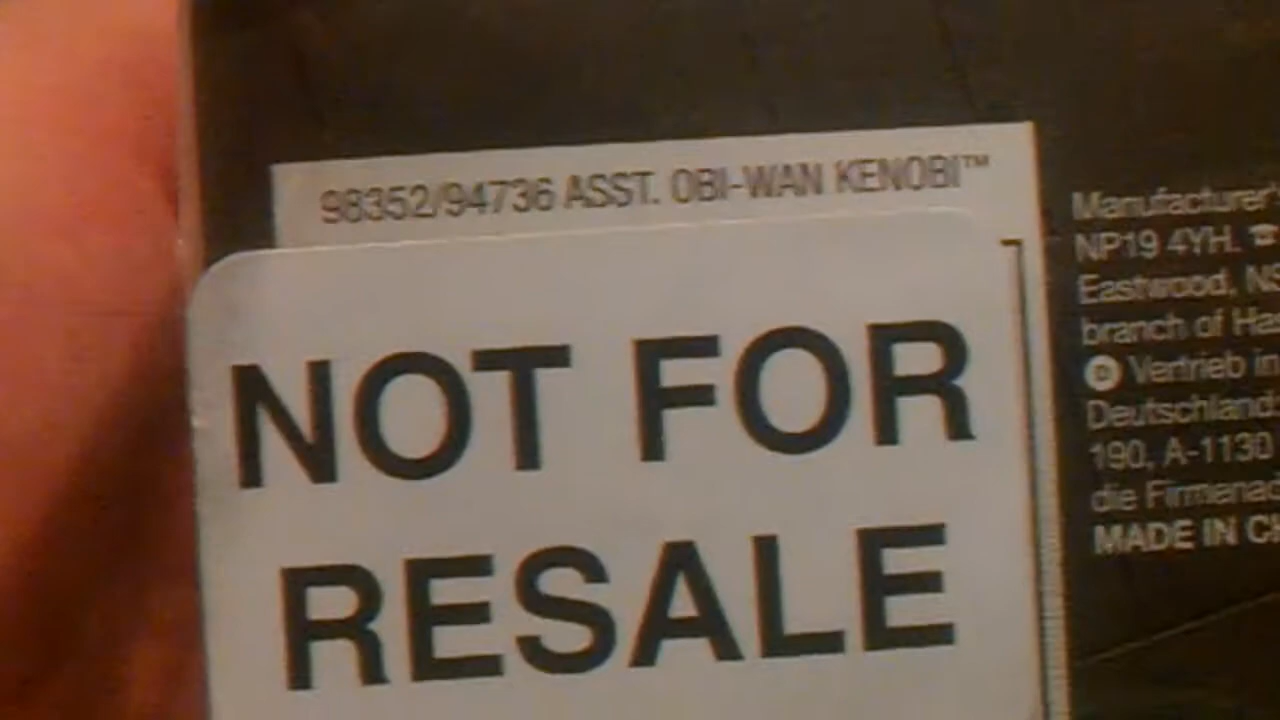 98352/94736 ASST. OBI-WAN KENOBI™
NOT FOR
RESALE
Manufacturer's
NP19 4YH. ☎
Eastwood,
branch of
D Vertrieb in
Deutschland:
190, A-1130
die
MADE IN